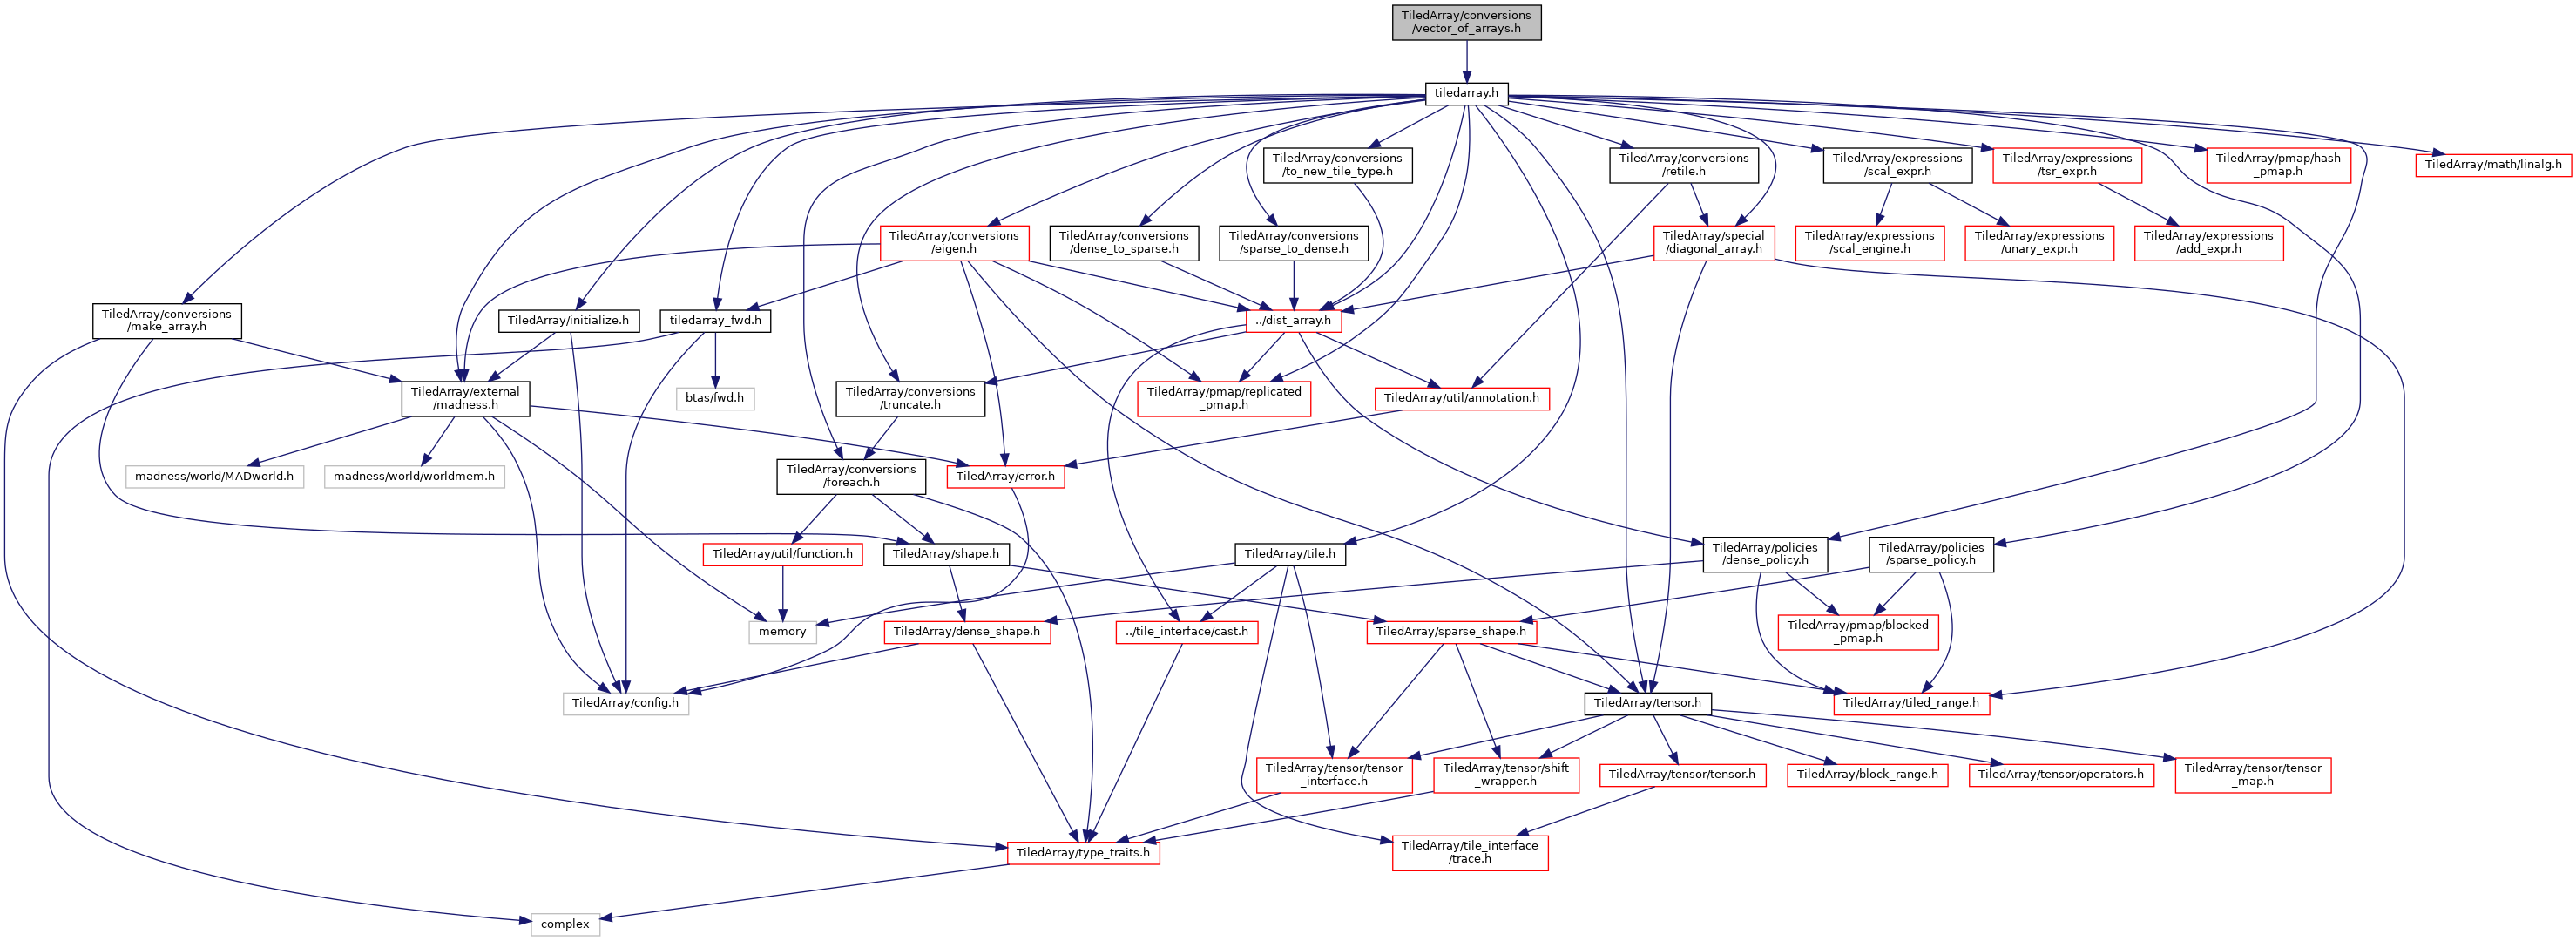 TiledArray/conversions
/vector_of_arrays.h
tiledarray.h
TiledArray/conversions
/to_new_tile_type.h
TiledArray/conversions
/retile.h
TiledArray/expressions
/scal_expr.h
TiledArray/expressions
/tsr_expr.h
TiledArray/pmap/hash
_pmap.h
TiledArray/math/linalg.h
TiledArray/conversions
/eigen.h
TiledArray/conversions
/dense_to_sparse.h
TiledArray/conversions
/sparse_to_dense.h
TiledArray/special
/diagonal_array.h
TiledArray/expressions
/scal_engine.h
TiledArray/expressions
/unary_expr.h
TiledArray/expressions
/add_expr.h
TiledArray/conversions
/make_array.h
TiledArray/initialize.h
tiledarray_fwd.h
../dist_array.h
TiledArray/external
/madness.h
btas/fwd.h
TiledArray/conversions
/truncate.h
TiledArray/pmap/replicated
_pmap.h
TiledArray/util/annotation.h
madness/world/MADworld.h
madness/world/worldmem.h
TiledArray/conversions
/foreach.h
TiledArray/error.h
TiledArray/util/function.h
TiledArray/shape.h
TiledArray/tile.h
TiledArray/policies
/dense_policy.h
TiledArray/policies
/sparse_policy.h
memory
TiledArray/dense_shape.h
../tile_interface/cast.h
TiledArray/sparse_shape.h
TiledArray/pmap/blocked
_pmap.h
TiledArray/config.h
TiledArray/tensor.h
TiledArray/tiled_range.h
TiledArray/tensor/tensor
_interface.h
TiledArray/tensor/shift
_wrapper.h
TiledArray/tensor/tensor.h
TiledArray/block_range.h
TiledArray/tensor/operators.h
TiledArray/tensor/tensor
_map.h
TiledArray/type_traits.h
TiledArray/tile_interface
/trace.h
complex